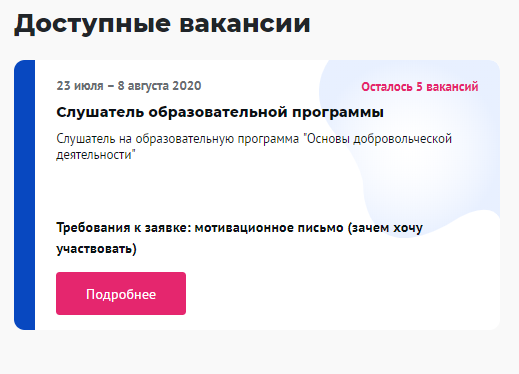 Доступные вакансии
23 июля – 8 августа 2020
Осталось 5 вакансий
Слушатель образовательной программы
Слушатель на образовательную программа "Основы добровольческой
деятельности"
Требования к заявке: мотивационное письмо (зачем хочу
участвовать)
Подробнее